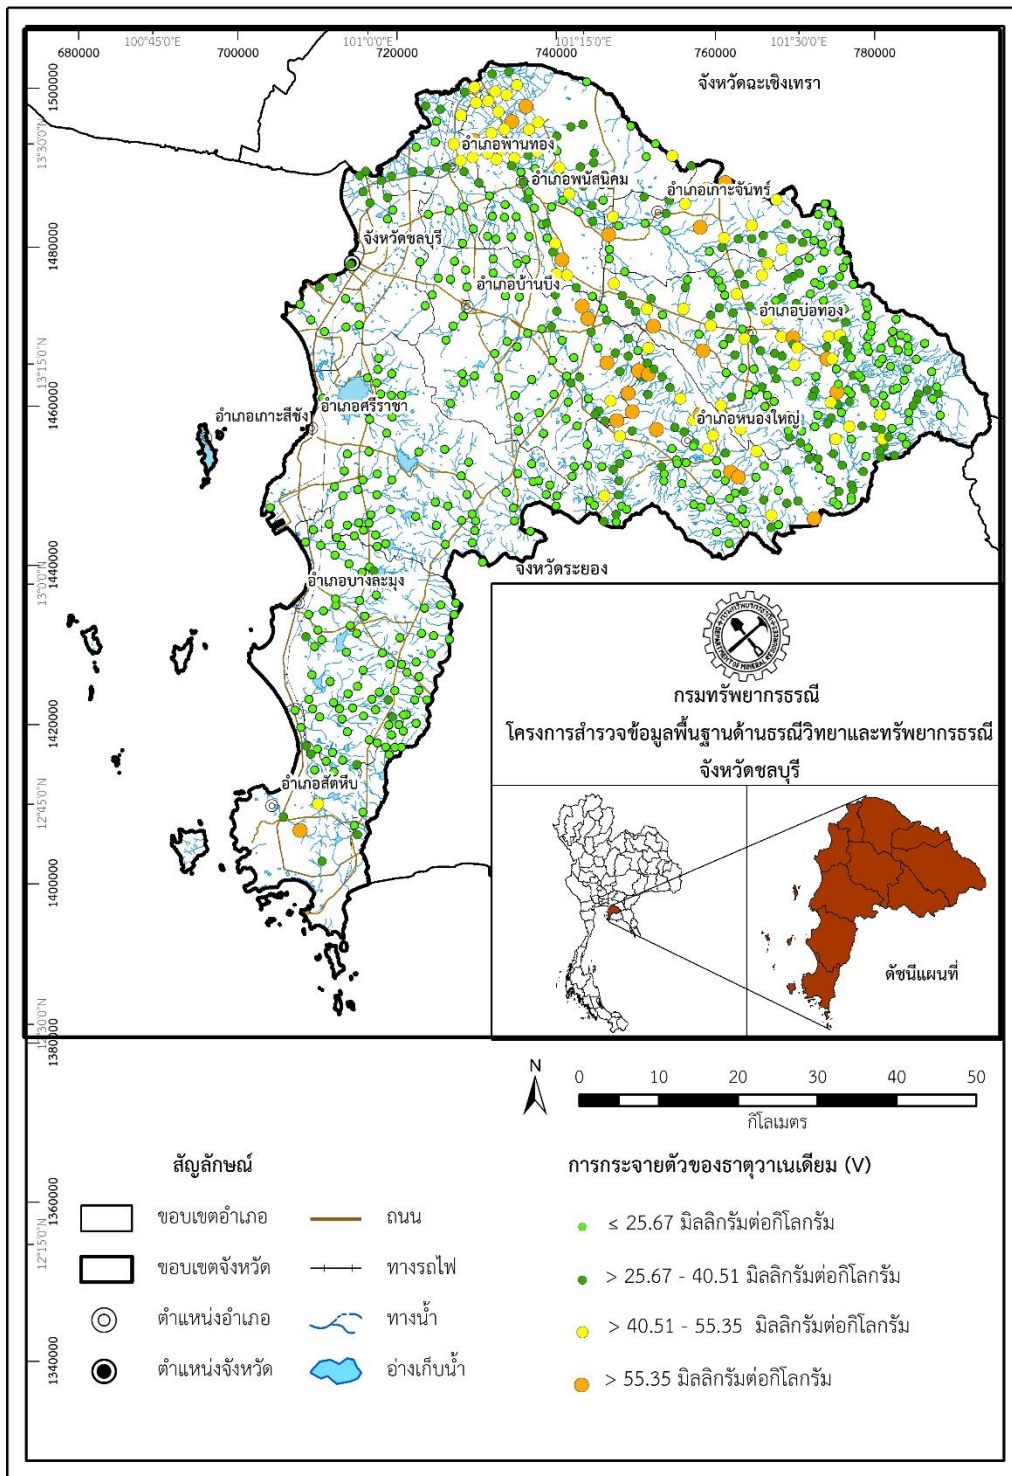 100°45'0"E
101°0'0"E
101°15'0"E
101°30'0"E
680000
700000
720000
740000
760000
780000
1500000
13°30'0"N
1480000
13°15'0"N
1460000
1440000
13°0'0"N
1420000
12°45'0"N
1400000
12°30'0"N
1380000
1360000
12°15'0"N
1340000
จังหวัดฉะเชิงเทรา
อำเภอพานทอง
อำเภอพนัสนิคม
อำเภอเกาะจันทร์
จังหวัดชลบุรี
อำเภอบ้านบึง
อำเภอบ่อทอง
อำเภอศรีราชา
อำเภอเกาะสีชัง
อำเภอหนองใหญ่
จังหวัดระยอง
อำเภอบางละมุง
อำเภอสัตหีบ
กรมทรัพยากรธรณี
DEPARTMENT OF MINERAL RESOURCES
กรมทรัพยากรธรณี
โครงการสำรวจข้อมูลพื้นฐานด้านธรณีวิทยาและทรัพยากรธรณี
จังหวัดชลบุรี
ดัชนีแผนที่
N
0 10 20 30 40 50
กิโลเมตร
สัญลักษณ์
ขอบเขตอำเภอ
ถนน
ขอบเขตจังหวัด
ทางรถไฟ
ตำแหน่งอำเภอ
ทางน้ำ
ตำแหน่งจังหวัด
อ่างเก็บน้ำ
การกระจายตัวของธาตุวาเนเดียม (V)
≤ 25.67 มิลลิกรัมต่อกิโลกรัม
> 25.67 - 40.51 มิลลิกรัมต่อกิโลกรัม
> 40.51 - 55.35 มิลลิกรัมต่อกิโลกรัม
> 55.35 มิลลิกรัมต่อกิโลกรัม